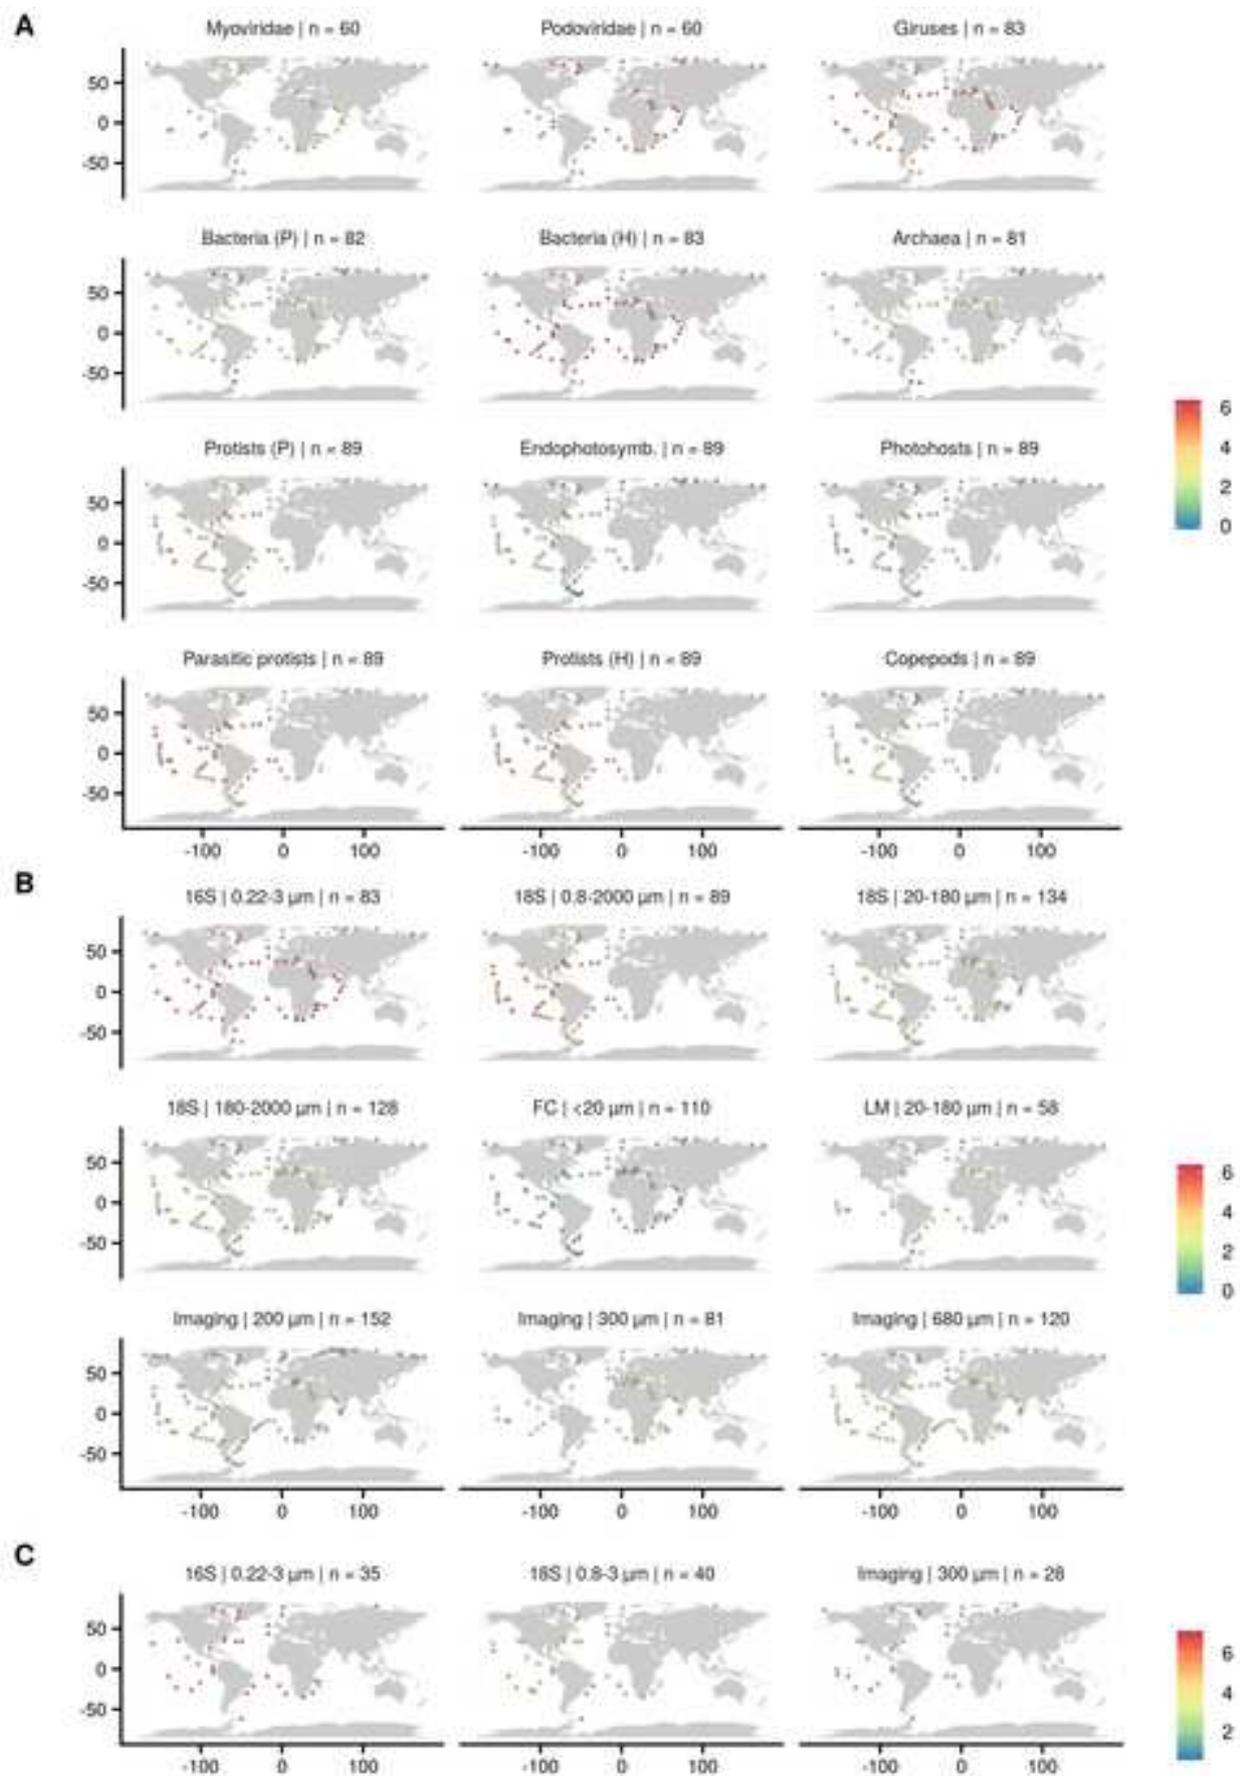 A
Myoviridae | n = 60 Podoviridae | n = 60 Giruses | n = 83
50
0
-50
Bacteria (P) | n = 82 Bacteria (H) | n = 83 Archaea | n = 81
50
0
-50
6
4
2
0
Protists (P) | n = 89 Endophotosymb. | n = 89 Photohosts | n = 89
50
0
-50
Parasitic protists | n = 89 Protists (H) | n = 89 Copepods | n = 89
50
0
-50
-100 0 100 -100 0 100 -100 0 100
B
16S | 0.22-3 µm | n = 83 18S | 0.8-2000 µm | n = 89 18S | 20-180 µm | n = 134
50
0
-50
18S | 180-2000 µm | n = 128 FC | <20 µm | n = 110 LM | 20-180 µm | n = 58
50
0
-50
6
4
2
0
Imaging | 200 µm | n = 152 Imaging | 300 µm | n = 81 Imaging | 680 µm | n = 120
50
0
-50
-100 0 100 -100 0 100 -100 0 100
C
16S | 0.22-3 µm | n = 35 18S | 0.8-3 µm | n = 40 Imaging | 300 µm | n = 28
50
0
-50
6
4
2
-100 0 100 -100 0 100 -100 0 100